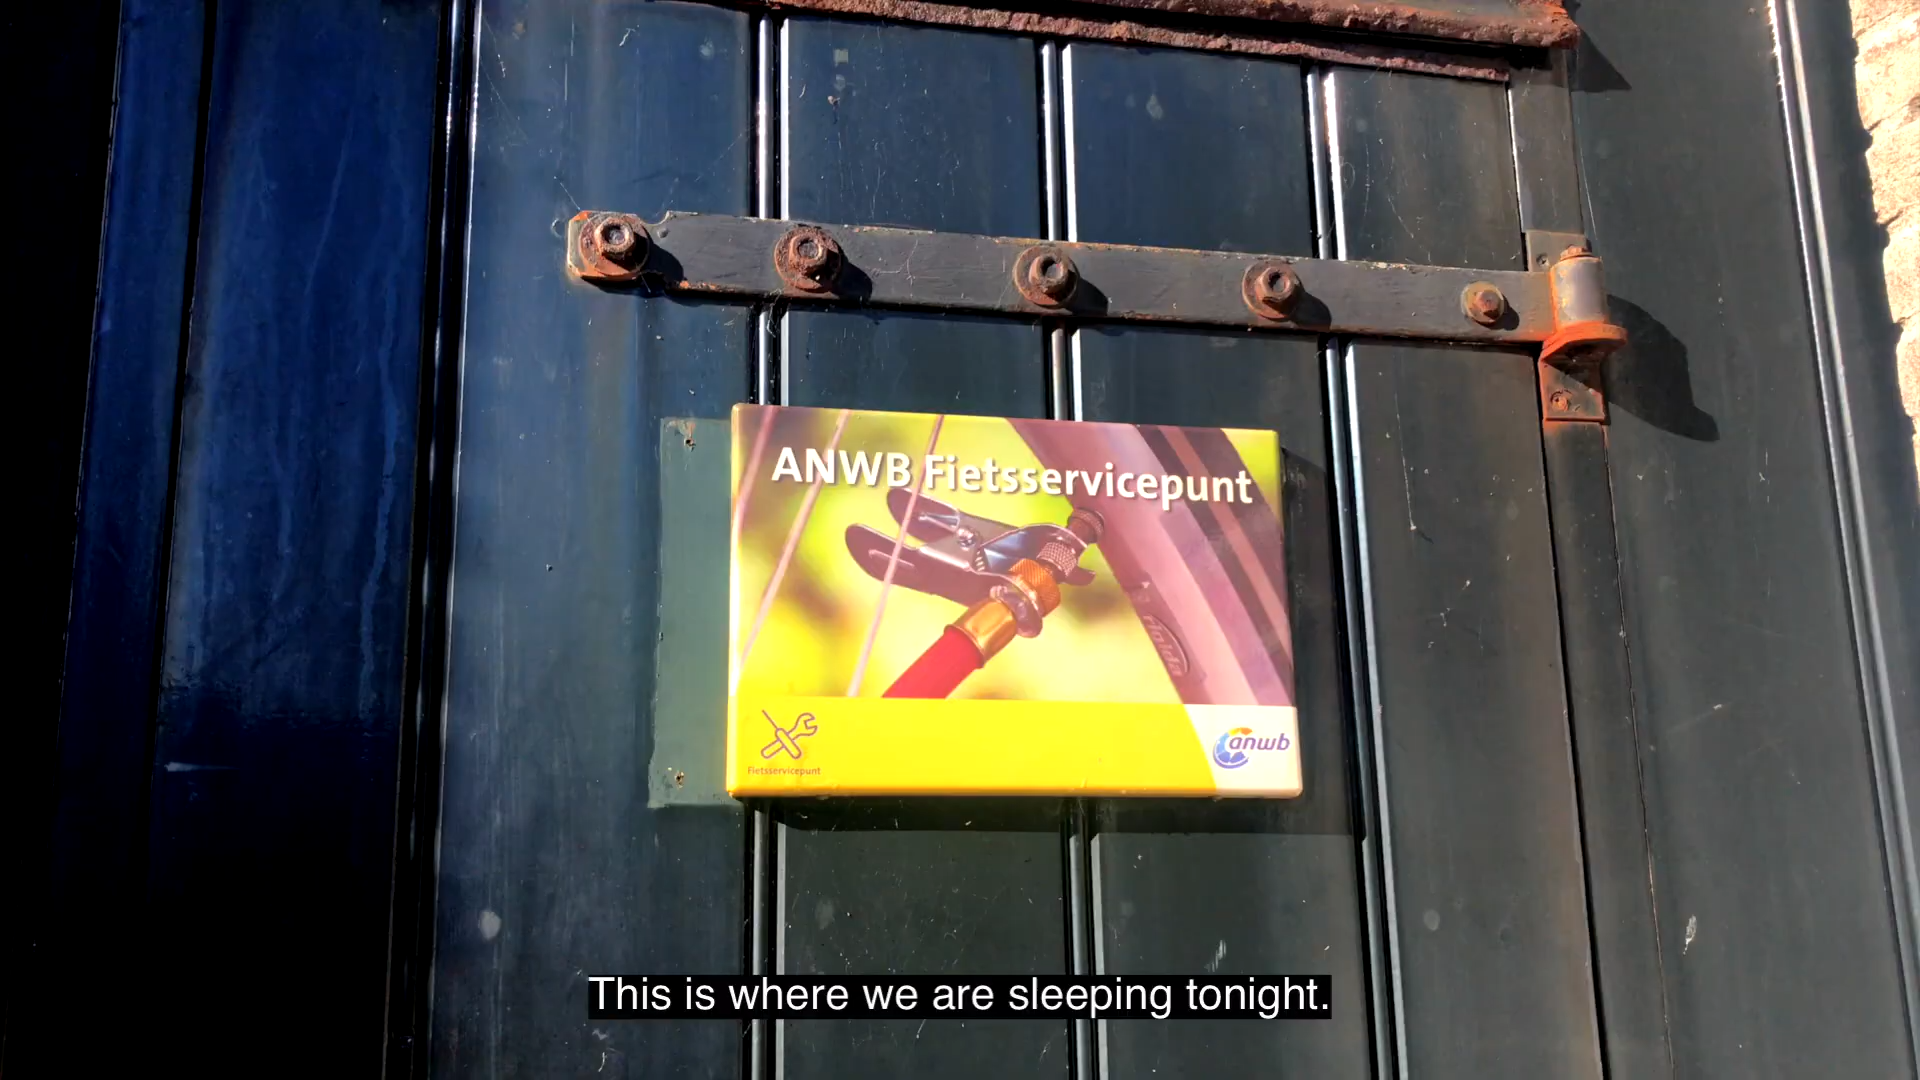 ANWB Fietsservicepunt
Fietsservicepunt
anwb
This is where we are sleeping tonight.